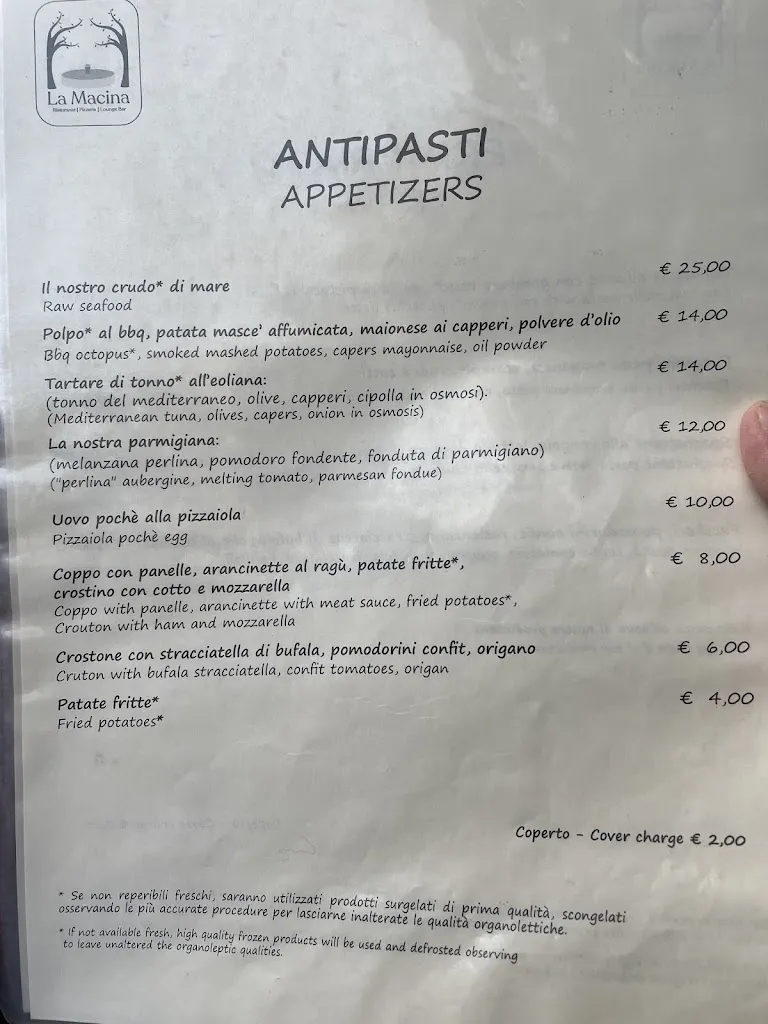 La Macina
Ristorante | Pizzeria | Lounge Bar
ANTIPASTI
APPETIZERS
Il nostro crudo* di mare € 25,00
Raw seafood
Polpo* al bbq, patata masce' affumicata, maionese ai capperi, polvere d'olio € 14,00
Bbq octopus*, smoked mashed potatoes, capers mayonnaise, oil powder
Tartare di tonno* all'eoliana: € 14,00
(tonno del mediterraneo, olive, capperi, cipolla in osmosi).
(Mediterranean tuna, olives, capers, onion in osmosis)
La nostra parmigiana: € 12,00
(melanzana perlina, pomodoro fondente, fonduta di parmigiano)
("perlina" aubergine, melting tomato, parmesan fondue)
Uovo pochè alla pizzaiola € 10,00
Pizzaiola pochè egg
Coppo con panelle, arancinette al ragù, patate fritte*, € 8,00
crostino con cotto e mozzarella
Coppo with panelle, arancinette with meat sauce, fried potatoes*,
Crouton with ham and mozzarella
Crostone con stracciatella di bufala, pomodorini confit, origano € 6,00
Cruton with bufala stracciatella, confit tomatoes, origan
Patate fritte* € 4,00
Fried potatoes*
Coperto - Cover charge € 2,00
* Se non reperibili freschi, saranno utilizzati prodotti surgelati di prima qualità, scongelati
osservando le più accurate procedure per lasciarne inalterate le qualità organolettiche.
* If not available fresh, high quality frozen products will be used and defrosted observing
to leave unaltered the organoleptic qualities.